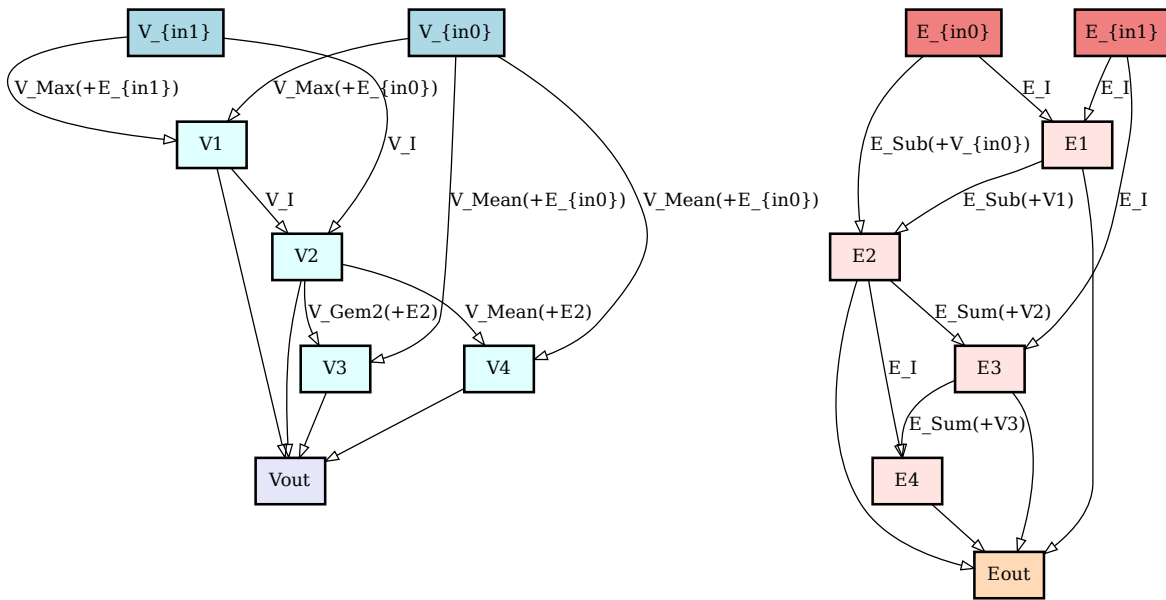 V_{in1}
V_{in0}
E_{in0}
E_{in1}
V_Max(+E_{in1})
V_Max(+E_{in0})
E_I
E_I
V1
V_I
E_Sub(+V_{in0})
E1
V_I
V_Mean(+E_{in0})
V_Mean(+E_{in0})
E_Sub(+V1)
E_I
V2
E2
V_Gem2(+E2)
V_Mean(+E2)
E_Sum(+V2)
V3
V4
E_I
E3
E_Sum(+V3)
Vout
E4
Eout